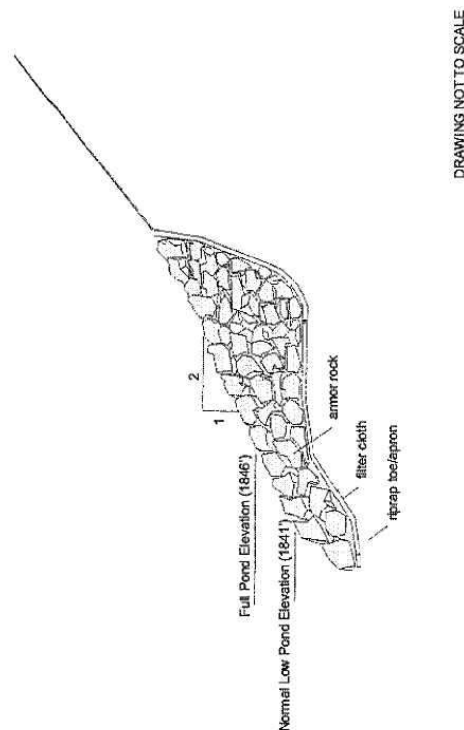 2
1
Full Pond Elevation (1846')
Normal Low Pond Elevation (1841')
armor rock
filter cloth
riprap toe/apron
DRAWING NOT TO SCALE